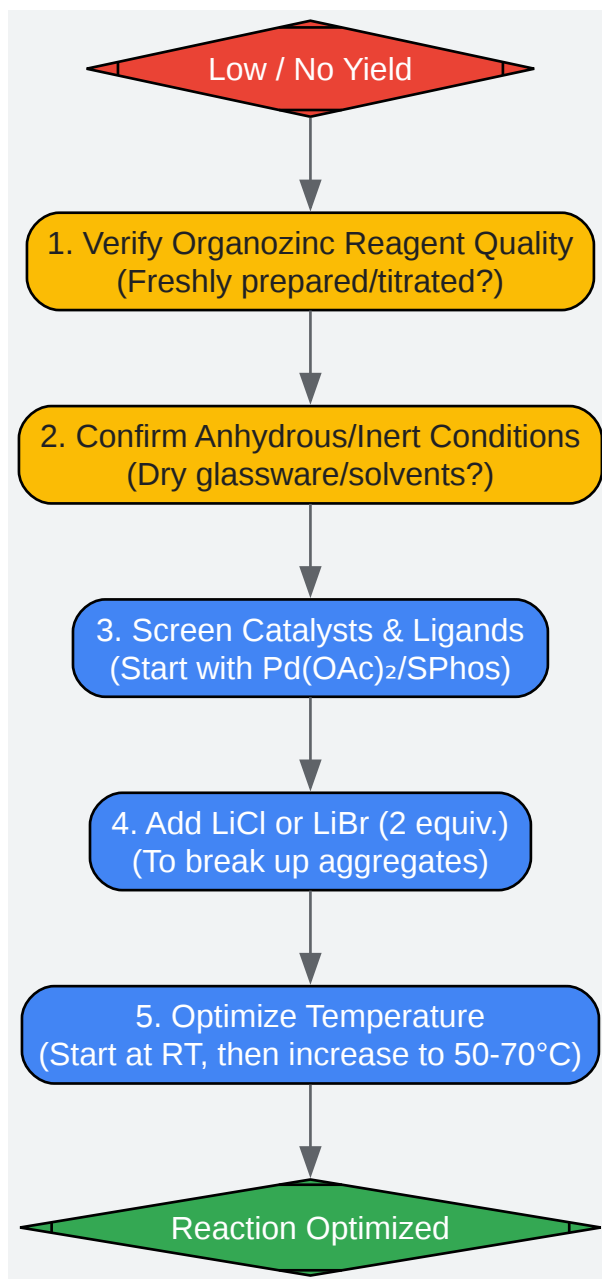 Low / No Yield
1. Verify Organozinc Reagent Quality
(Freshly prepared/titrated?)
2. Confirm Anhydrous/Inert Conditions
(Dry glassware/solvents?)
3. Screen Catalysts & Ligands
(Start with Pd(OAc)₂/SPhos)
4. Add LiCl or LiBr (2 equiv.)
(To break up aggregates)
5. Optimize Temperature
(Start at RT, then increase to 50-70°C)
Reaction Optimized